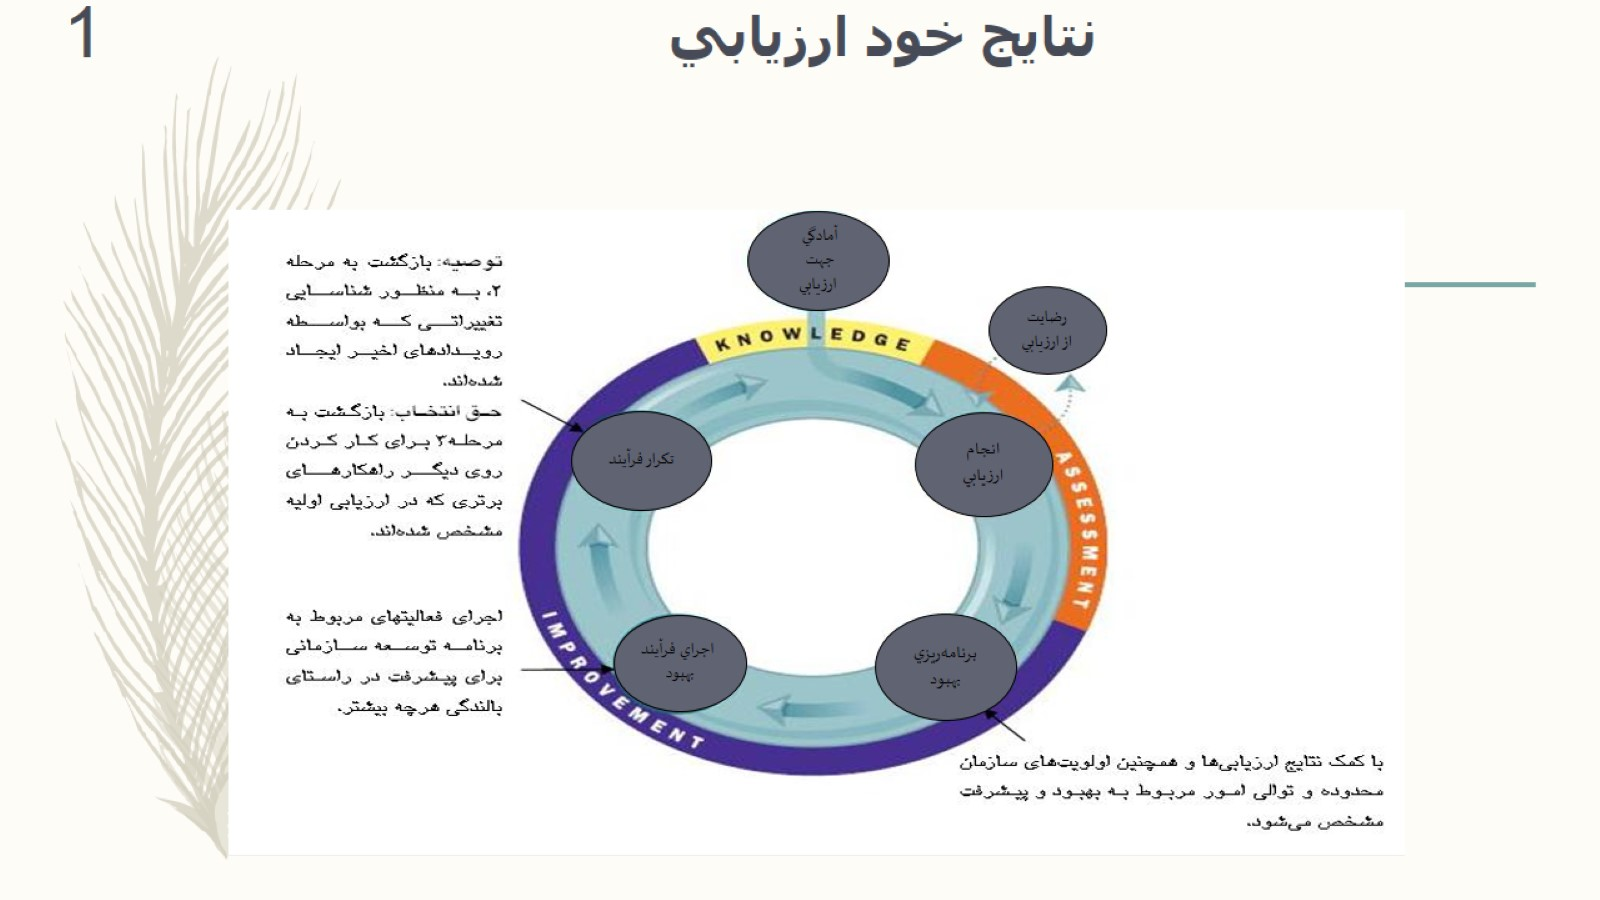 نتايج خود ارزيابي
1
آمادگي
جهت
ارزيابي
رضايت
از ارزيابي
KNOWLEDGE
ASSESSMENT
IMPROVEMENT
انجام
ارزيابي
برنامه‌ريزي
بهبود
اجراي فرآيند
بهبود
تكرار فرآيند
توصیه: بازگشت به مرحله
۲، به منظور شناسایی
تغییراتی که بواسطه
رویدادهای اخیر ایجاد
شده‌اند.
حق انتخاب: بازگشت به
مرحله۳ برای کار کردن
روی دیگر راهکارهای
برتری که در ارزیابی اولیه
مشخص شده‌اند.
اجرای فعالیتهای مربوط به
برنامه توسعه سازمانی
برای پیشرفت در راستای
بالندگی هرچه بیشتر.
با کمک نتایج ارزیابی‌ها و همچنین اولویت‌های سازمان
محدوده و توالی امور مربوط به بهبود و پیشرفت
مشخص می‌شود.